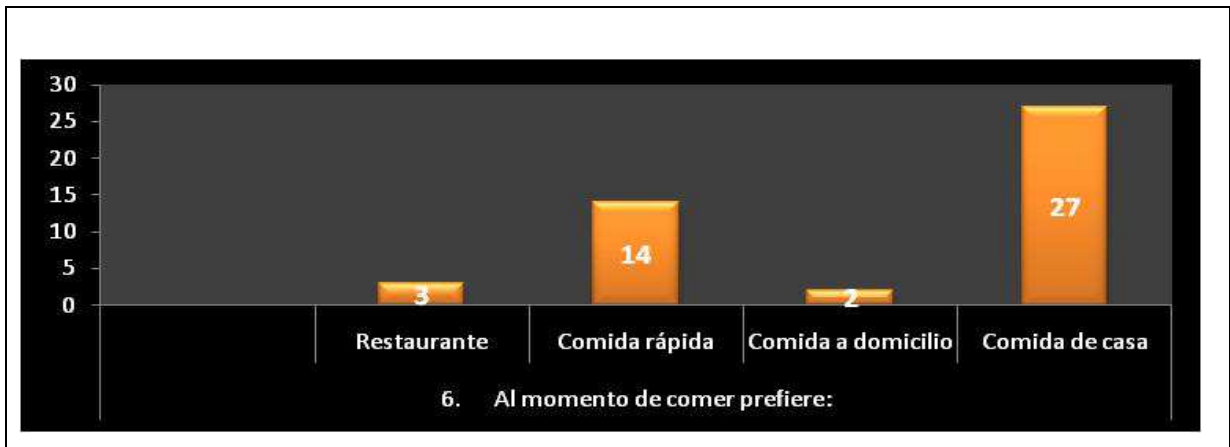 30
25
20
15
10
5
0
3
14
2
27
Restaurante
Comida rápida
Comida a domicilio
Comida de casa
6. Al momento de comer prefiere: